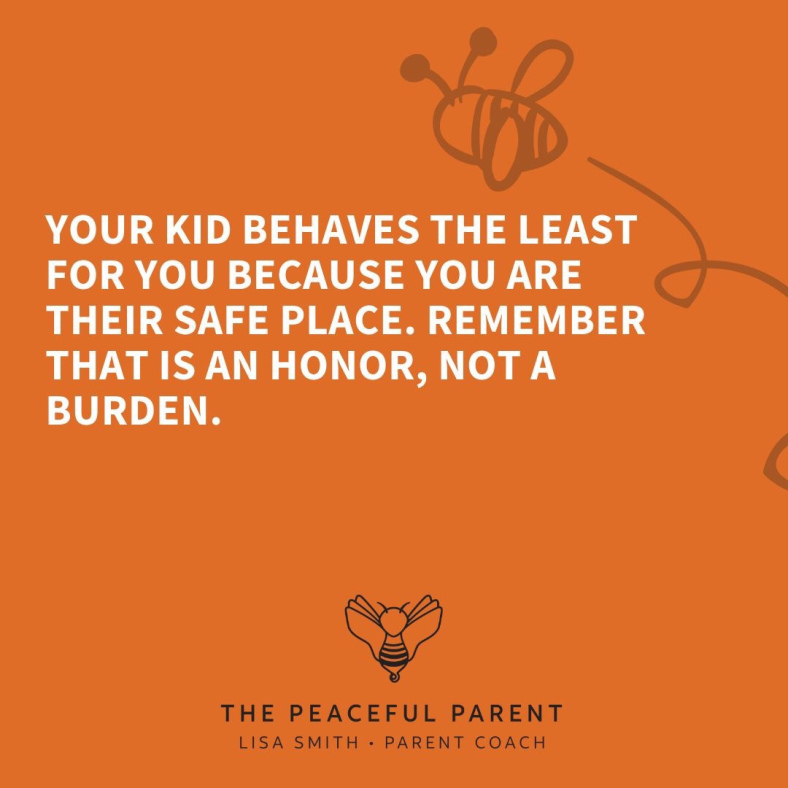 YOUR KID BEHAVES THE LEAST
FOR YOU BECAUSE YOU ARE
THEIR SAFE PLACE. REMEMBER
THAT IS AN HONOR, NOT A
BURDEN.
THE PEACEFUL PARENT
LISA SMITH • PARENT COACH